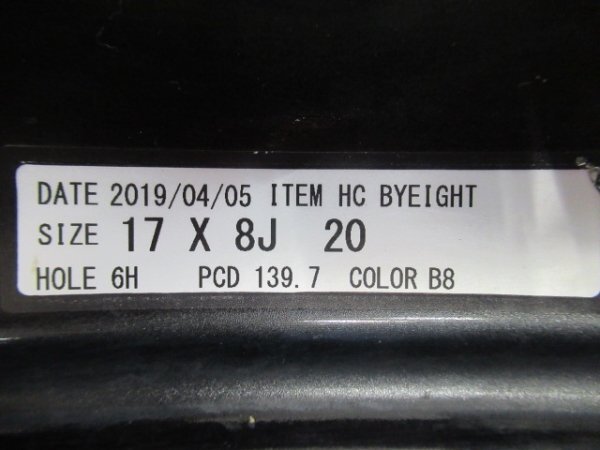 DATE 2019/04/05 ITEM HC BYEIGHT
SIZE 17 X 8J 20
HOLE 6H PCD 139.7 COLOR B8